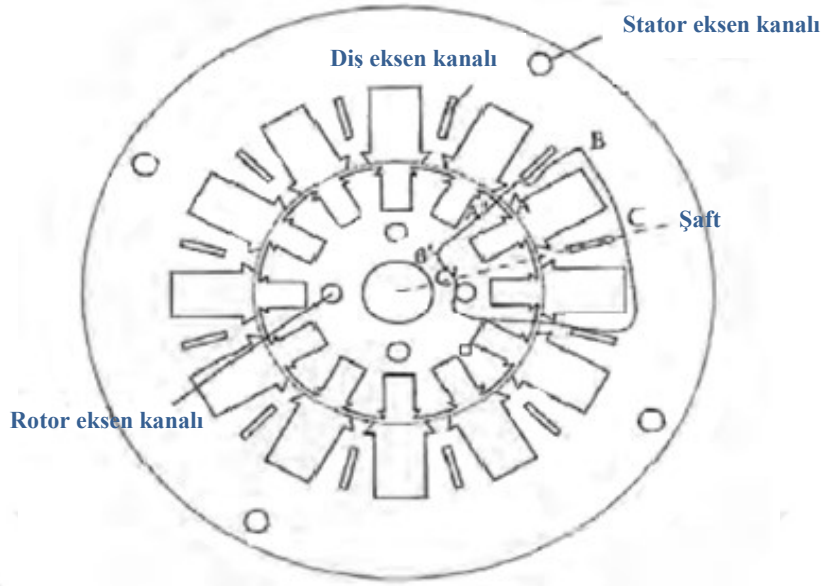 Stator eksen kanalı
Diş eksen kanalı
B
C
Şaft
B'
C'
Rotor eksen kanalı